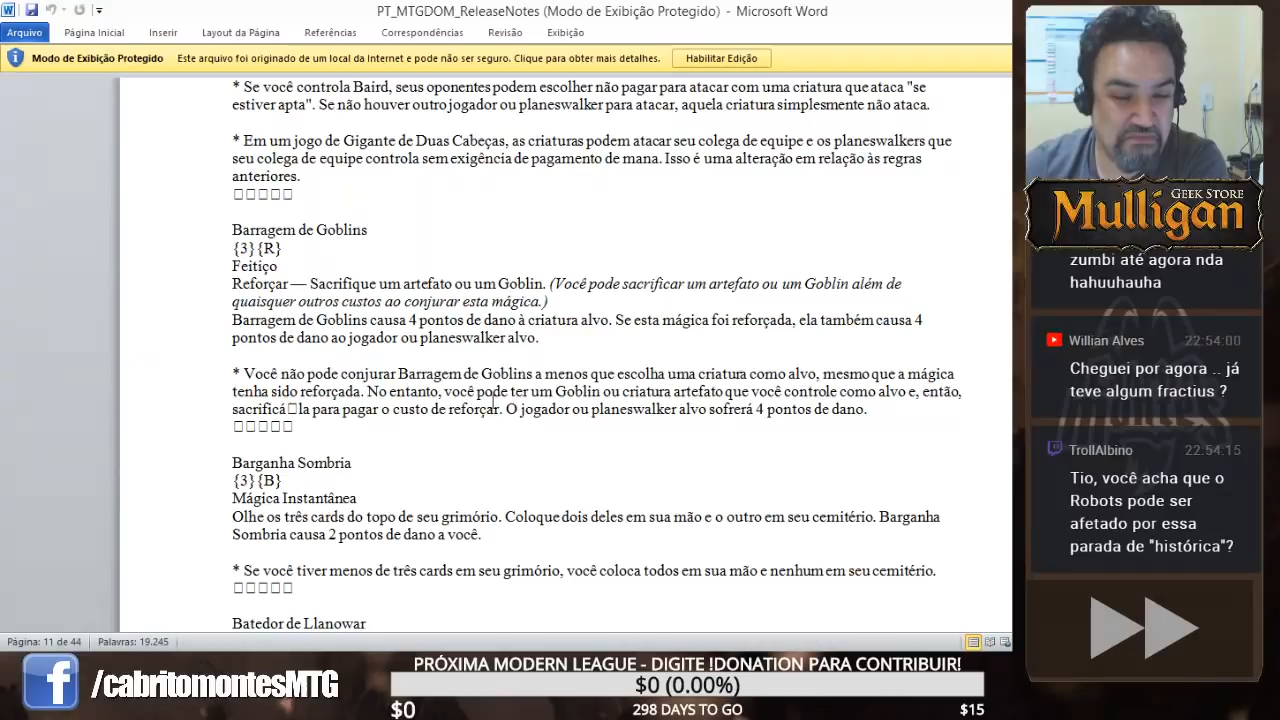 PT_MTGDOM_ReleaseNotes (Modo de Exibição Protegido) - Microsoft Word
Arquivo Página Inicial Inserir Layout da Página Referências Correspondências Revisão Exibição
Modo de Exibição Protegido Este arquivo foi originado de um local da Internet e pode não ser seguro. Clique para obter mais detalhes. Habilitar Edição
* Se você controla Baird, seus oponentes podem escolher não pagar para atacar com uma criatura que ataca "se
estiver apta". Se não houver outro jogador ou planeswalker para atacar, aquela criatura simplesmente não ataca.
* Em um jogo de Gigante de Duas Cabeças, as criaturas podem atacar seu colega de equipe e os planeswalkers que
seu colega de equipe controla sem exigência de pagamento de mana. Isso é uma alteração em relação às regras
anteriores.
□□□□□
Barragem de Goblins
{3}{R}
Feitiço
Reforçar — Sacrifique um artefato ou um Goblin. (Você pode sacrificar um artefato ou um Goblin além de
quaisquer outros custos ao conjurar esta mágica.)
Barragem de Goblins causa 4 pontos de dano à criatura alvo. Se esta mágica foi reforçada, ela também causa 4
pontos de dano ao jogador ou planeswalker alvo.
* Você não pode conjurar Barragem de Goblins a menos que escolha uma criatura como alvo, mesmo que a mágica
tenha sido reforçada. No entanto, você pode ter um Goblin ou criatura artefato que você controle como alvo e, então,
sacrificá□la para pagar o custo de reforçar. O jogador ou planeswalker alvo sofrerá 4 pontos de dano.
□□□□□
Barganha Sombria
{3}{B}
Mágica Instantânea
Olhe os três cards do topo de seu grimório. Coloque dois deles em sua mão e o outro em seu cemitério. Barganha
Sombria causa 2 pontos de dano a você.
* Se você tiver menos de três cards em seu grimório, você coloca todos em sua mão e nenhum em seu cemitério.
□□□□□
Batedor de Llanowar
Página: 11 de 44 Palavras: 19.245
Mulligan
GEEK STORE
zumbi até agora nda
hahuuhauha
Willian Alves 22:54:00
Cheguei por agora .. já
teve algum fractius ?
TrollAlbino 22:54:15
Tio, você acha que o
Robots pode ser
afetado por essa
parada de "histórica"?
f /cabritomontesMTG
PRÓXIMA MODERN LEAGUE - DIGITE !DONATION PARA CONTRIBUIR!
$0 (0.00%)
$0 298 DAYS TO GO $15